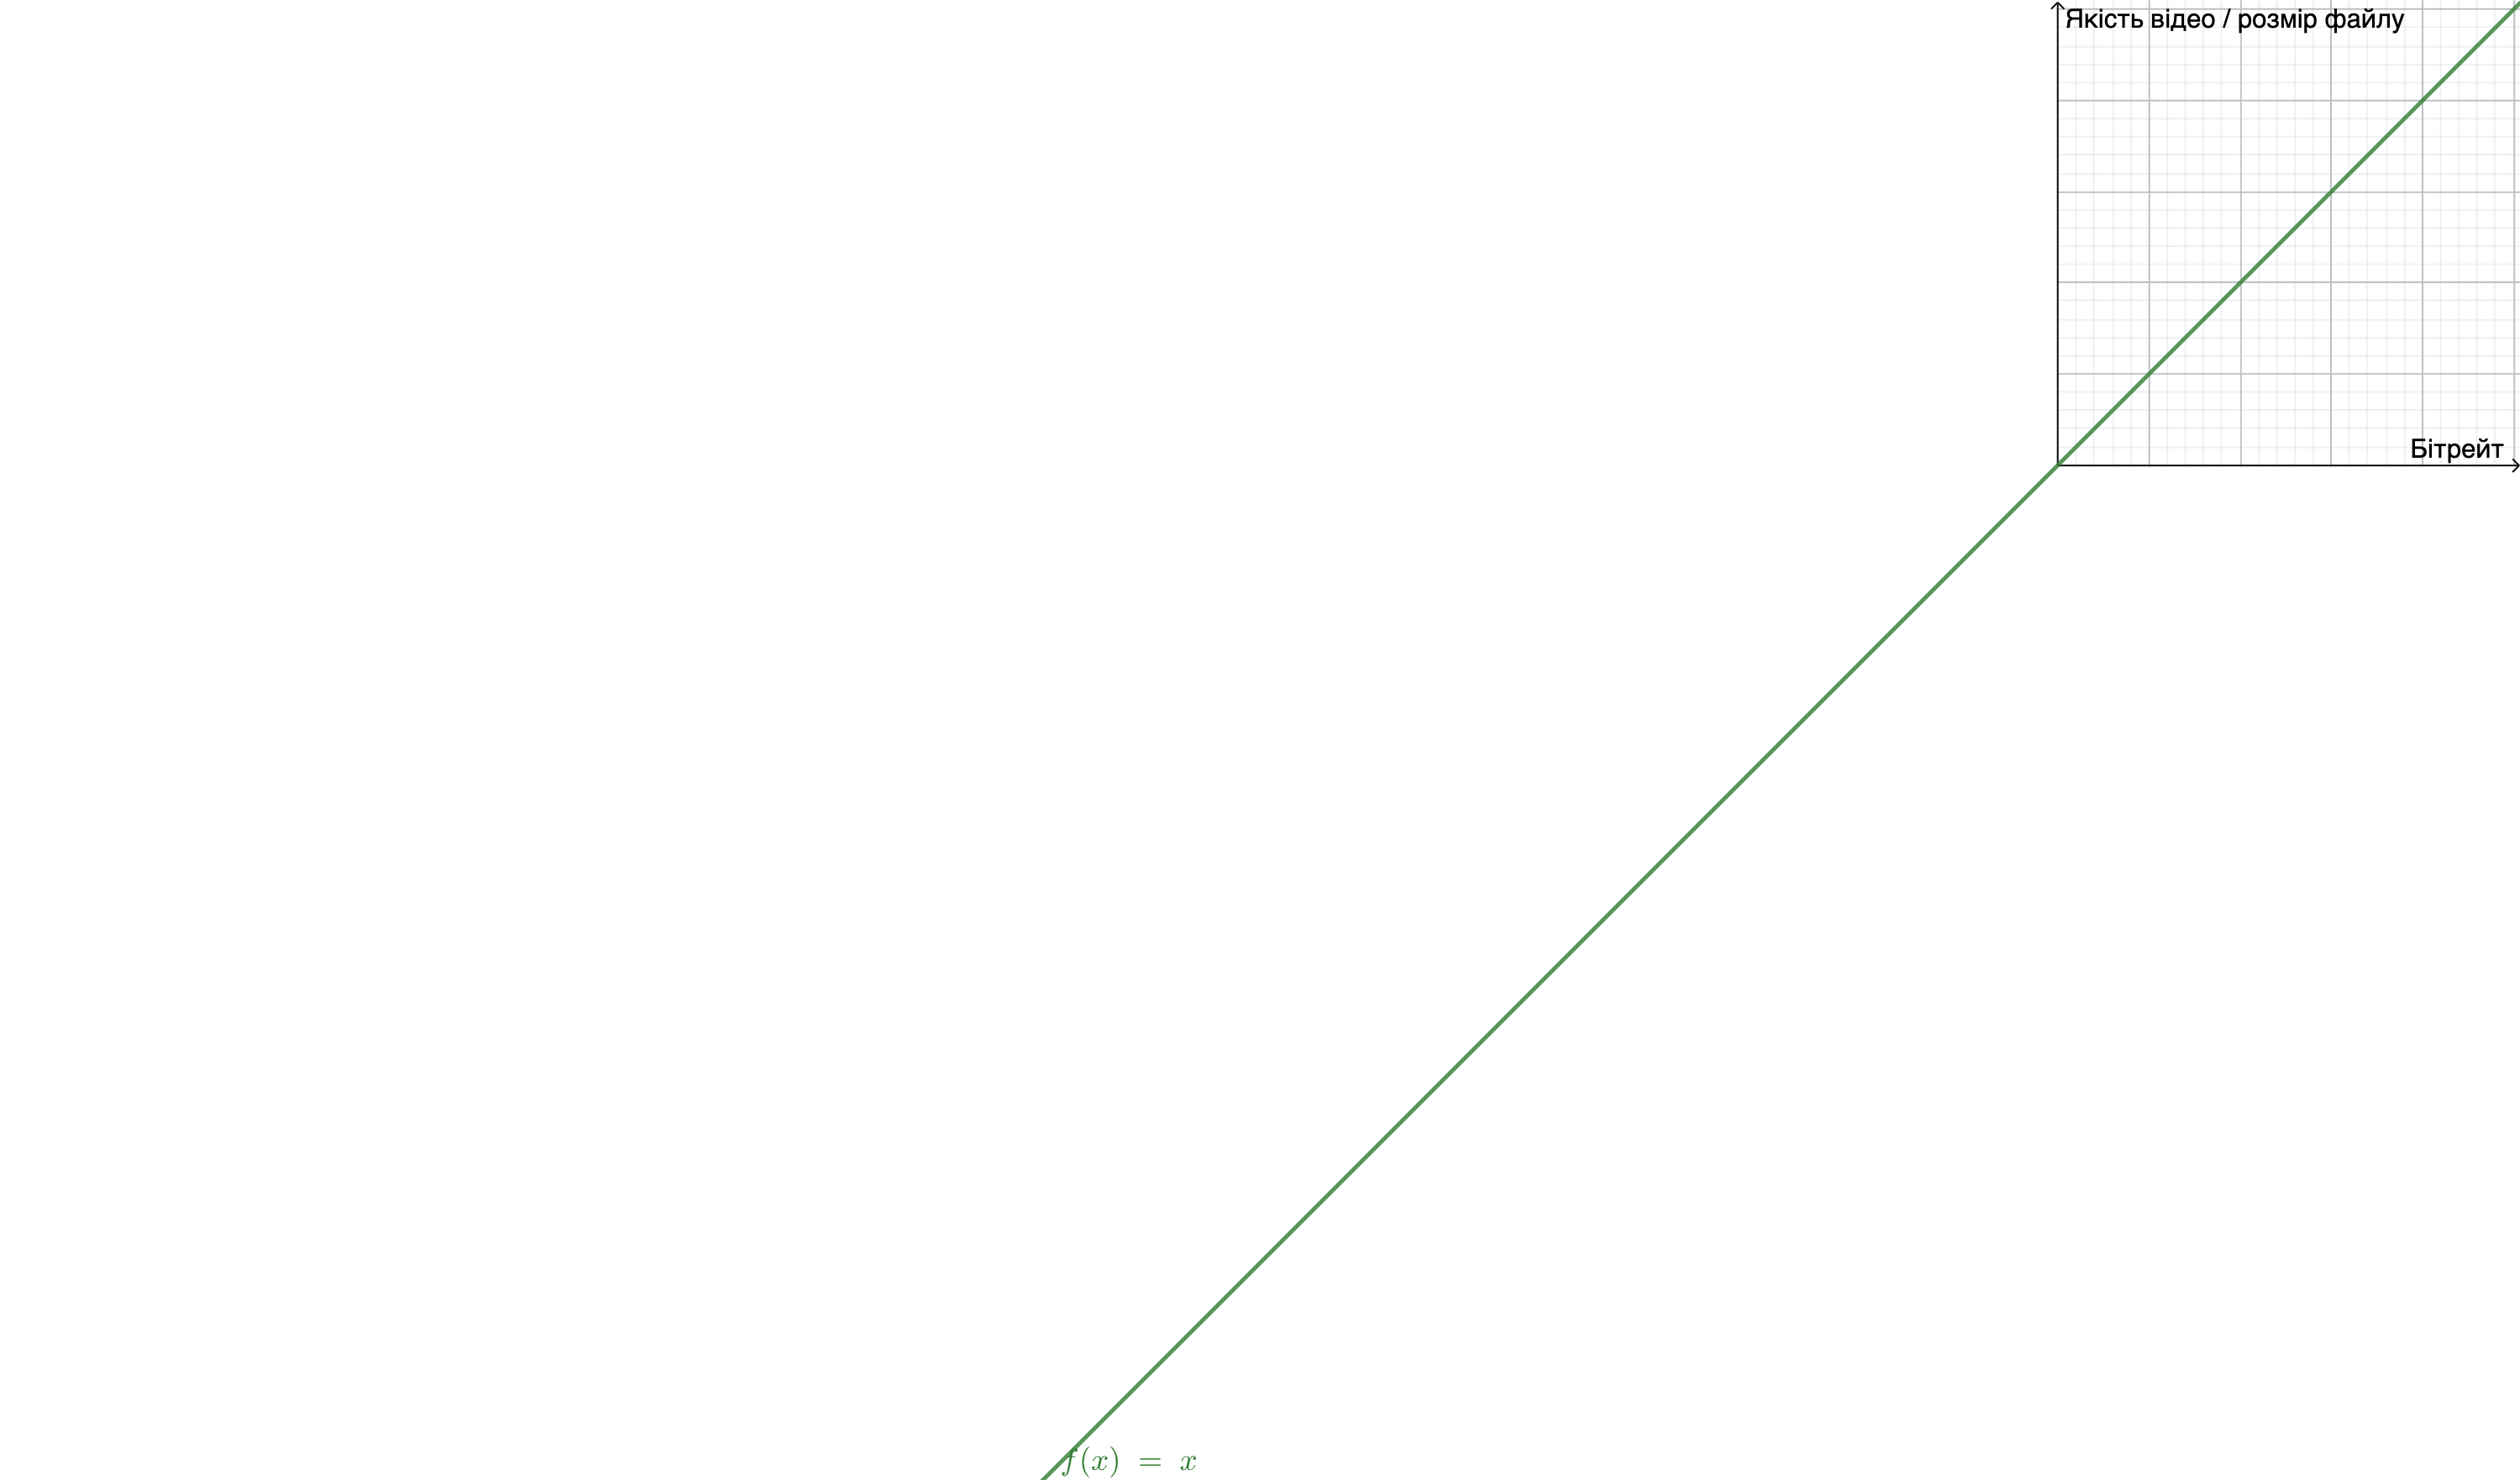 Якість відео / розмір файлу
Бітрейт
f(x) = x